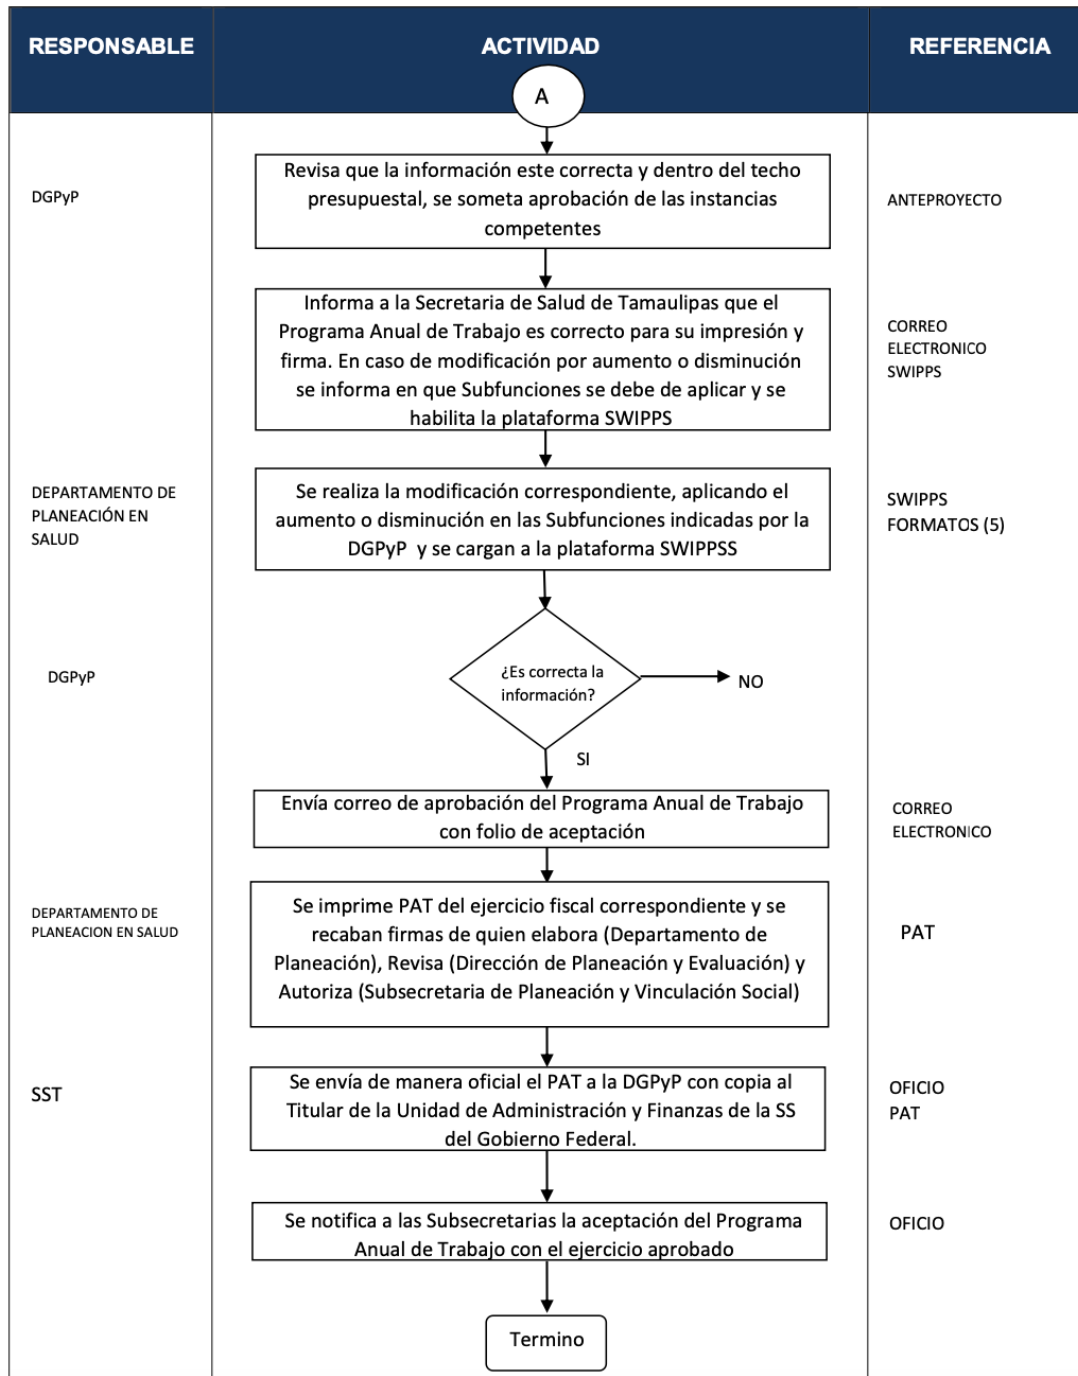 RESPONSABLE
ACTIVIDAD
REFERENCIA
A
DGPyP
Revisa que la información este correcta y dentro del techo
presupuestal, se someta aprobación de las instancias
competentes
ANTEPROYECTO
Informa a la Secretaria de Salud de Tamaulipas que el
Programa Anual de Trabajo es correcto para su impresión y
firma. En caso de modificación por aumento o disminución
se informa en que Subfunciones se debe de aplicar y se
habilita la plataforma SWIPPS
CORREO
ELECTRONICO
SWIPPS
DEPARTAMENTO DE
PLANEACIÓN EN
SALUD
Se realiza la modificación correspondiente, aplicando el
aumento o disminución en las Subfunciones indicadas por la
DGPyP y se cargan a la plataforma SWIPPSS
SWIPPS
FORMATOS (5)
DGPyP
¿Es correcta la
información?
NO
SI
Envía correo de aprobación del Programa Anual de Trabajo
con folio de aceptación
CORREO
ELECTRONICO
DEPARTAMENTO DE
PLANEACION EN SALUD
Se imprime PAT del ejercicio fiscal correspondiente y se
recaban firmas de quien elabora (Departamento de
Planeación), Revisa (Dirección de Planeación y Evaluación) y
Autoriza (Subsecretaria de Planeación y Vinculación Social)
PAT
SST
Se envía de manera oficial el PAT a la DGPyP con copia al
Titular de la Unidad de Administración y Finanzas de la SS
del Gobierno Federal.
OFICIO
PAT
Se notifica a las Subsecretarias la aceptación del Programa
Anual de Trabajo con el ejercicio aprobado
OFICIO
Termino